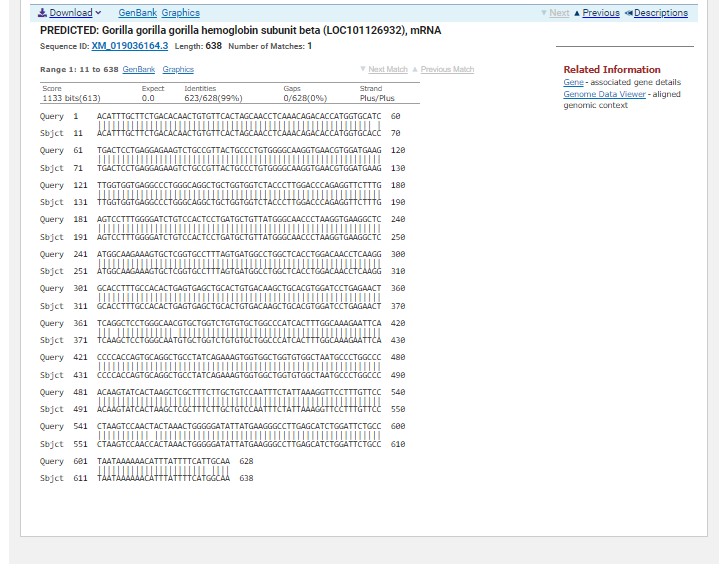 Download GenBank Graphics Next Previous Descriptions
PREDICTED: Gorilla gorilla gorilla hemoglobin subunit beta (LOC101126932), mRNA
Sequence ID: XM_019036164.3 Length: 638 Number of Matches: 1
Range 1: 11 to 638 GenBank Graphics Next Match Previous Match
Score Expect Identities Gaps Strand
1133 bits(613) 0.0 623/628(99%) 0/628(0%) Plus/Plus
Query 1 ACATTTGCTTCTGACACAACTGTGTTCACTAGCAACCTCAAACAGACACCATGGTGCATC 60
Sbjct 11 ACATTTGCTTCTGACACAACTGTGTTCACTAGCAACCTCAAACAGACACCATGGTGCACC 70
Query 61 TGACTCCTGAGGAGAAGTCTGCCGTTACTGCCCTGTGGGGCAAGGTGAACGTGGATGAAG 120
Sbjct 71 TGACTCCTGAGGAGAAGTCTGCCGTTACTGCCCTGTGGGGCAAGGTGAACGTGGATGAAG 130
Query 121 TTGGTGGTGAGGCCCTGGGCAGGCTGCTGGTGGTCTACCCTTGGACCCAGAGGTTCTTTG 180
Sbjct 131 TTGGTGGTGAGGCCCTGGGCAGGCTGCTGGTGGTCTACCCTTGGACCCAGAGGTTCTTTG 190
Query 181 AGTCCTTTGGGGATCTGTCCACTCCTGATGCTGTTATGGGCAACCCTAAGGTGAAGGCTC 240
Sbjct 191 AGTCCTTTGGGGATCTGTCCACTCCTGATGCTGTTATGGGCAACCCTAAGGTGAAGGCTC 250
Query 241 ATGGCAAGAAAGTGCTCGGTGCCTTTAGTGATGGCCTGGCTCACCTGGACAACCTCAAGG 300
Sbjct 251 ATGGCAAGAAAGTGCTCGGTGCCTTTAGTGATGGCCTGGCTCACCTGGACAACCTCAAGG 310
Query 301 GCACCTTTGCCACACTGAGTGAGCTGCACTGTGACAAGCTGCACGTGGATCCTGAGAACT 360
Sbjct 311 GCACCTTTGCCACACTGAGTGAGCTGCACTGTGACAAGCTGCACGTGGATCCTGAGAACT 370
Query 361 TCAGGCTCCTGGGCAACGTGCTGGTCTGTGTGCTGGCCCATCACTTTGGCAAAGAATTCA 420
Sbjct 371 TCAAGCTCCTGGGCAATGTGCTGGTCTGTGTGCTGGCCCATCACTTTGGCAAAGAATTCA 430
Query 421 CCCCACCAGTGCAGGCTGCCTATCAGAAAGTGGTGGCTGGTGTGGCTAATGCCCTGGCCC 480
Sbjct 431 CCCCACCAGTGCAGGCTGCCTATCAGAAAGTGGTGGCTGGTGTGGCTAATGCCCTGGCCC 490
Query 481 ACAAGTATCACTAAGCTCGCTTTCTTGCTGTCCAATTTCTATTAAAGGTTCCTTTGTTCC 540
Sbjct 491 ACAAGTATCACTAAGCTCGCTTTCTTGCTGTCCAATTTCTATTAAAGGTTCCTTTGTTCC 550
Query 541 CTAAGTCCAACTACTAAACTGGGGGATATTATGAAGGGCCTTGAGCATCTGGATTCTGCC 600
Sbjct 551 CTAAGTCCAACCACTAAACTGGGGGATATTATGAAGGGCCTTGAGCATCTGGATTCTGCC 610
Query 601 TAATAAAAAACATTTATTTTCATTGCAA 628
Sbjct 611 TAATAAAAAACATTTATTTTCATGGCAA 638
Related Information
Gene - associated gene details
Genome Data Viewer - aligned
genomic context